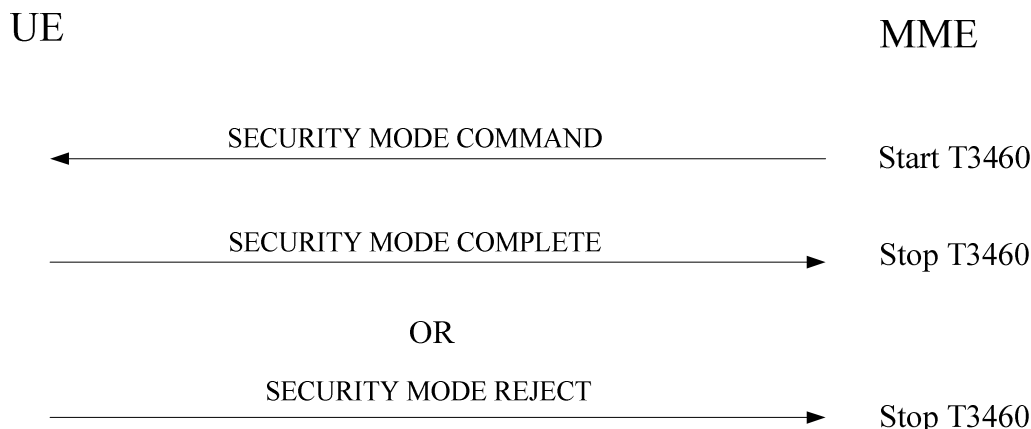 UE
MME
SECURITY MODE COMMAND
Start T3460
SECURITY MODE COMPLETE
Stop T3460
OR
SECURITY MODE REJECT
Stop T3460